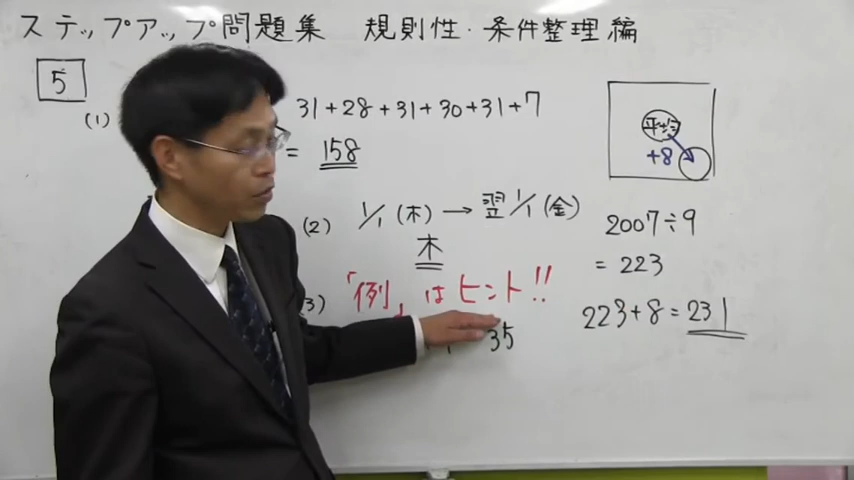 ステップアップ問題集 規則性・条件整理編
5
(1) 31+28+31+30+31+7
= 158
(2) 1/1(木) → 翌1/1(金)
木
3) 「例」はヒント!!
35
平均
+8
2007÷9
= 223
223+8=231